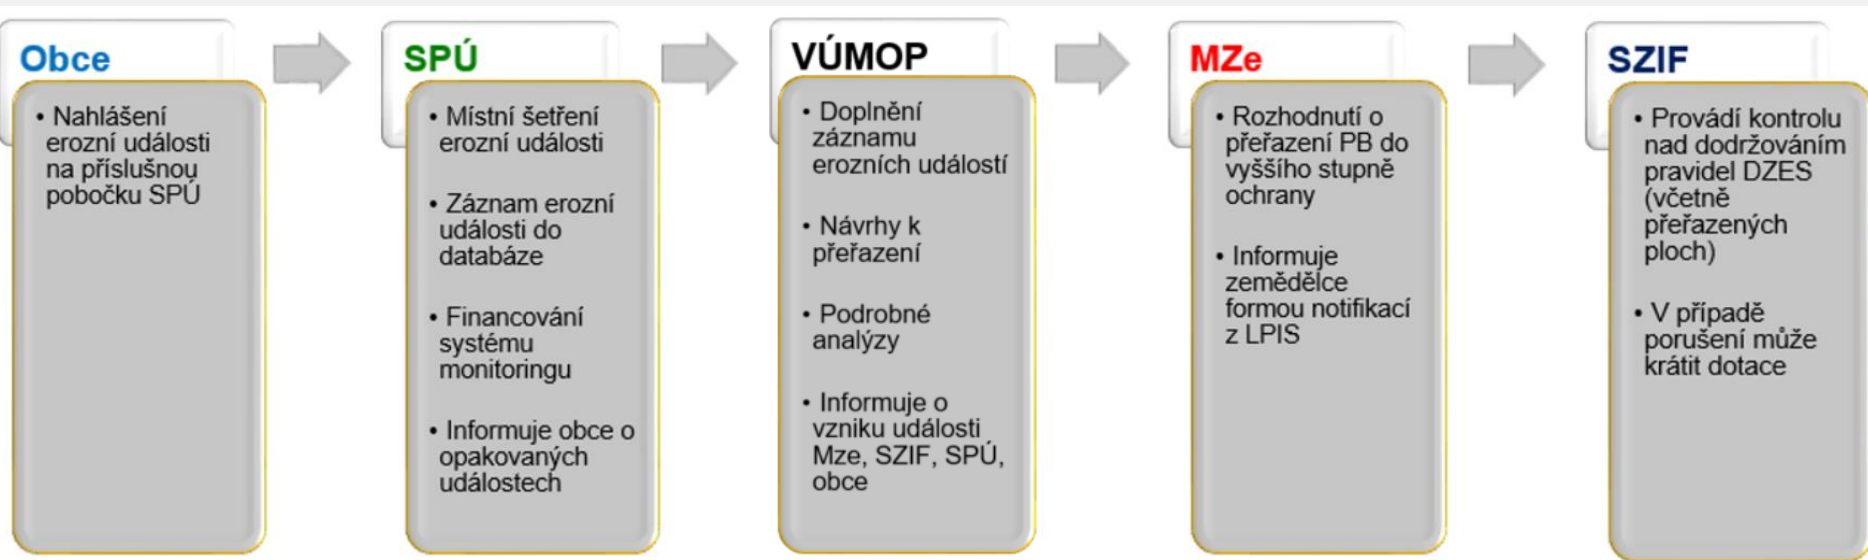 Obce
• Nahlášení
erozní události
na příslušnou
pobočku SPÚ
SPÚ
• Místní šetření
erozní události
• Záznam erozní
události do
databáze
• Financování
systému
monitoringu
• Informuje obce o
opakovaných
událostech
VÚMOP
• Doplnění
záznamu
erozních událostí
• Návrhy k
přeřazení
• Podrobné
analýzy
• Informuje o
vzniku události
Mze, SZIF, SPÚ,
obce
MZe
• Rozhodnutí o
přeřazení PB do
vyššího stupně
ochrany
• Informuje
zemědělce
formou notifikací
z LPIS
SZIF
• Provádí kontrolu
nad dodržováním
pravidel DZES
(včetně
přeřazených
ploch)
• V případě
porušení může
krátit dotace